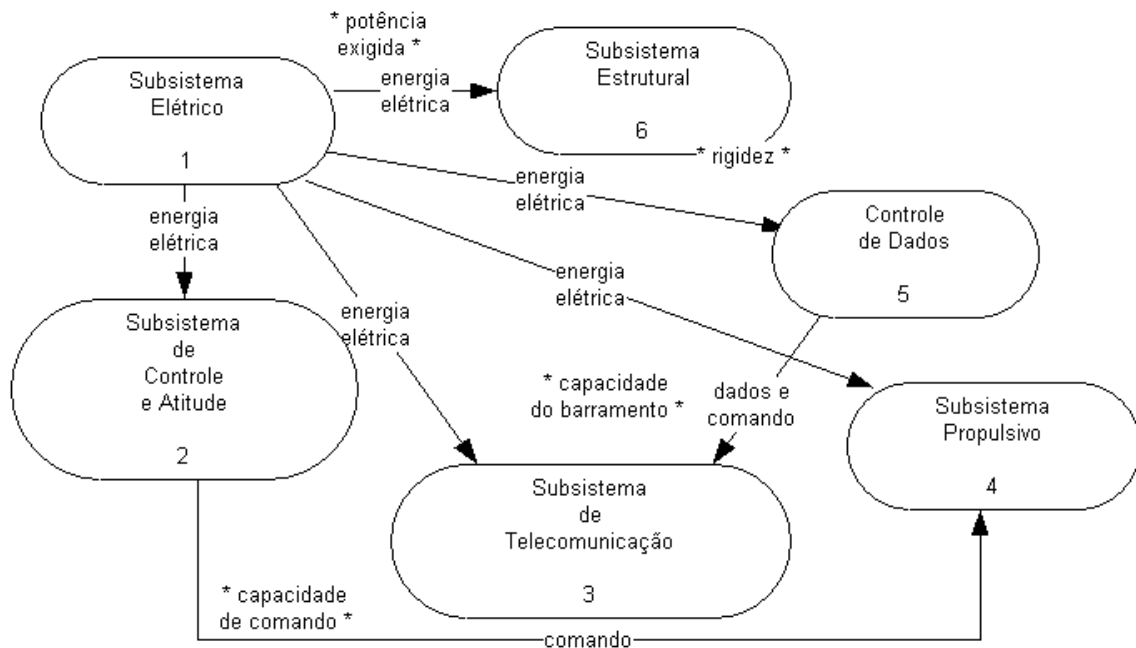 * potência
exigida *
energia
elétrica
Subsistema
Estrutural
6
* rigidez *
Subsistema
Elétrico
1
energia
elétrica
Controle
de Dados
5
energia
elétrica
energia
elétrica
energia
elétrica
Subsistema
de
Controle
e Atitude
2
* capacidade
do barramento *
dados e
comando
Subsistema
Propulsivo
4
Subsistema
de
Telecomunicação
3
* capacidade
de comando *
comando